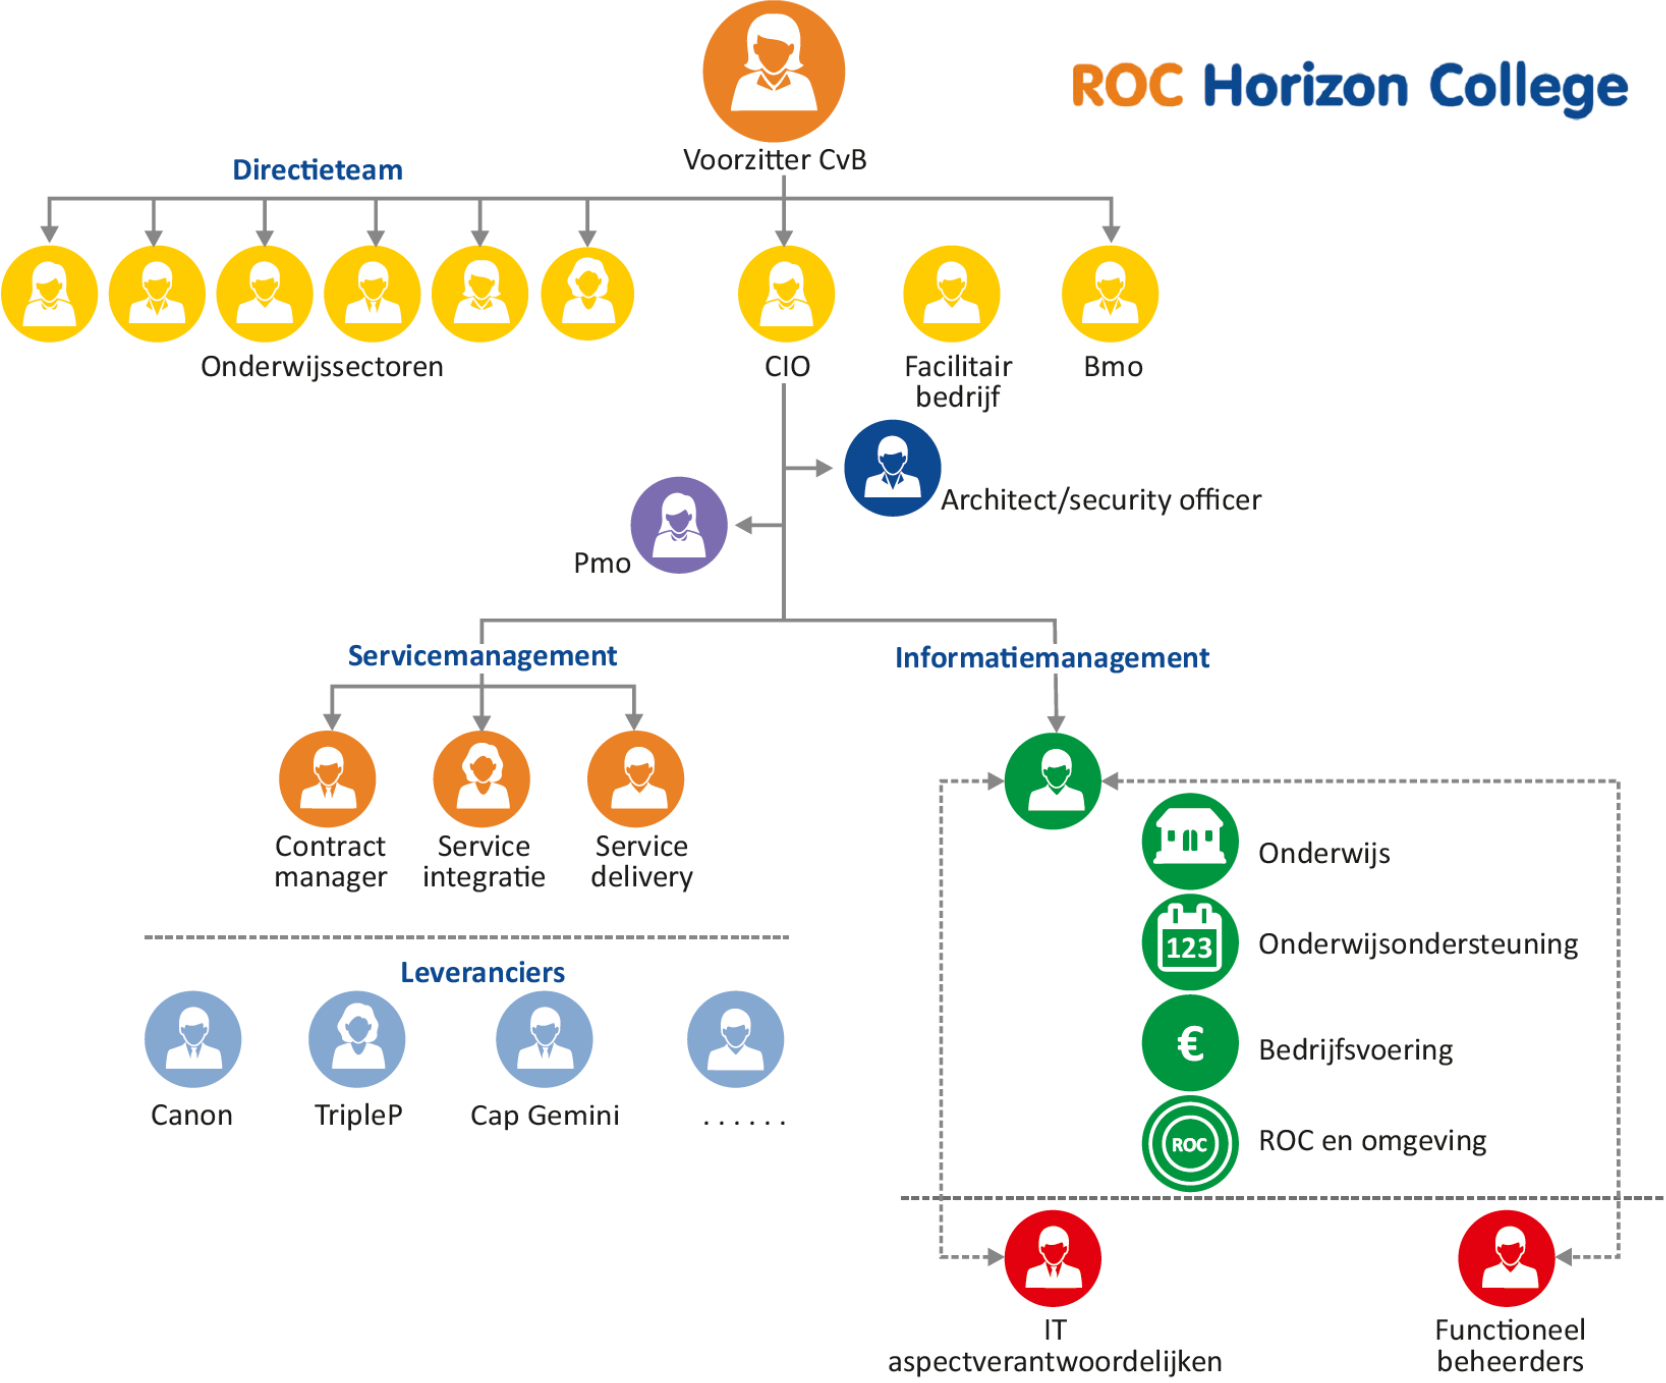 ROC Horizon College
Voorzitter CvB
Directieteam
Onderwijssectoren
CIO
Facilitair
bedrijf
Bmo
Architect/security officer
Pmo
Servicemanagement
Informatiemanagement
Contract
manager
Service
integratie
Service
delivery
Leveranciers
Canon
TripleP
Cap Gemini
. . . . . .
Onderwijs
123
Onderwijsondersteuning
€
Bedrijfsvoering
ROC
ROC en omgeving
IT
aspectverantwoordelijken
Functioneel
beheerders